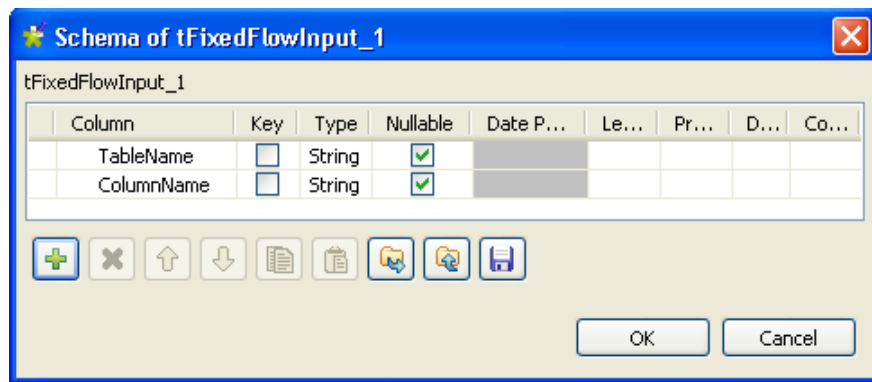 Schema of tFixedFlowInput_1
tFixedFlowInput_1
Column Key Type Nullable Date P... Le... Pr... D... Co...
TableName String
ColumnName String
OK Cancel